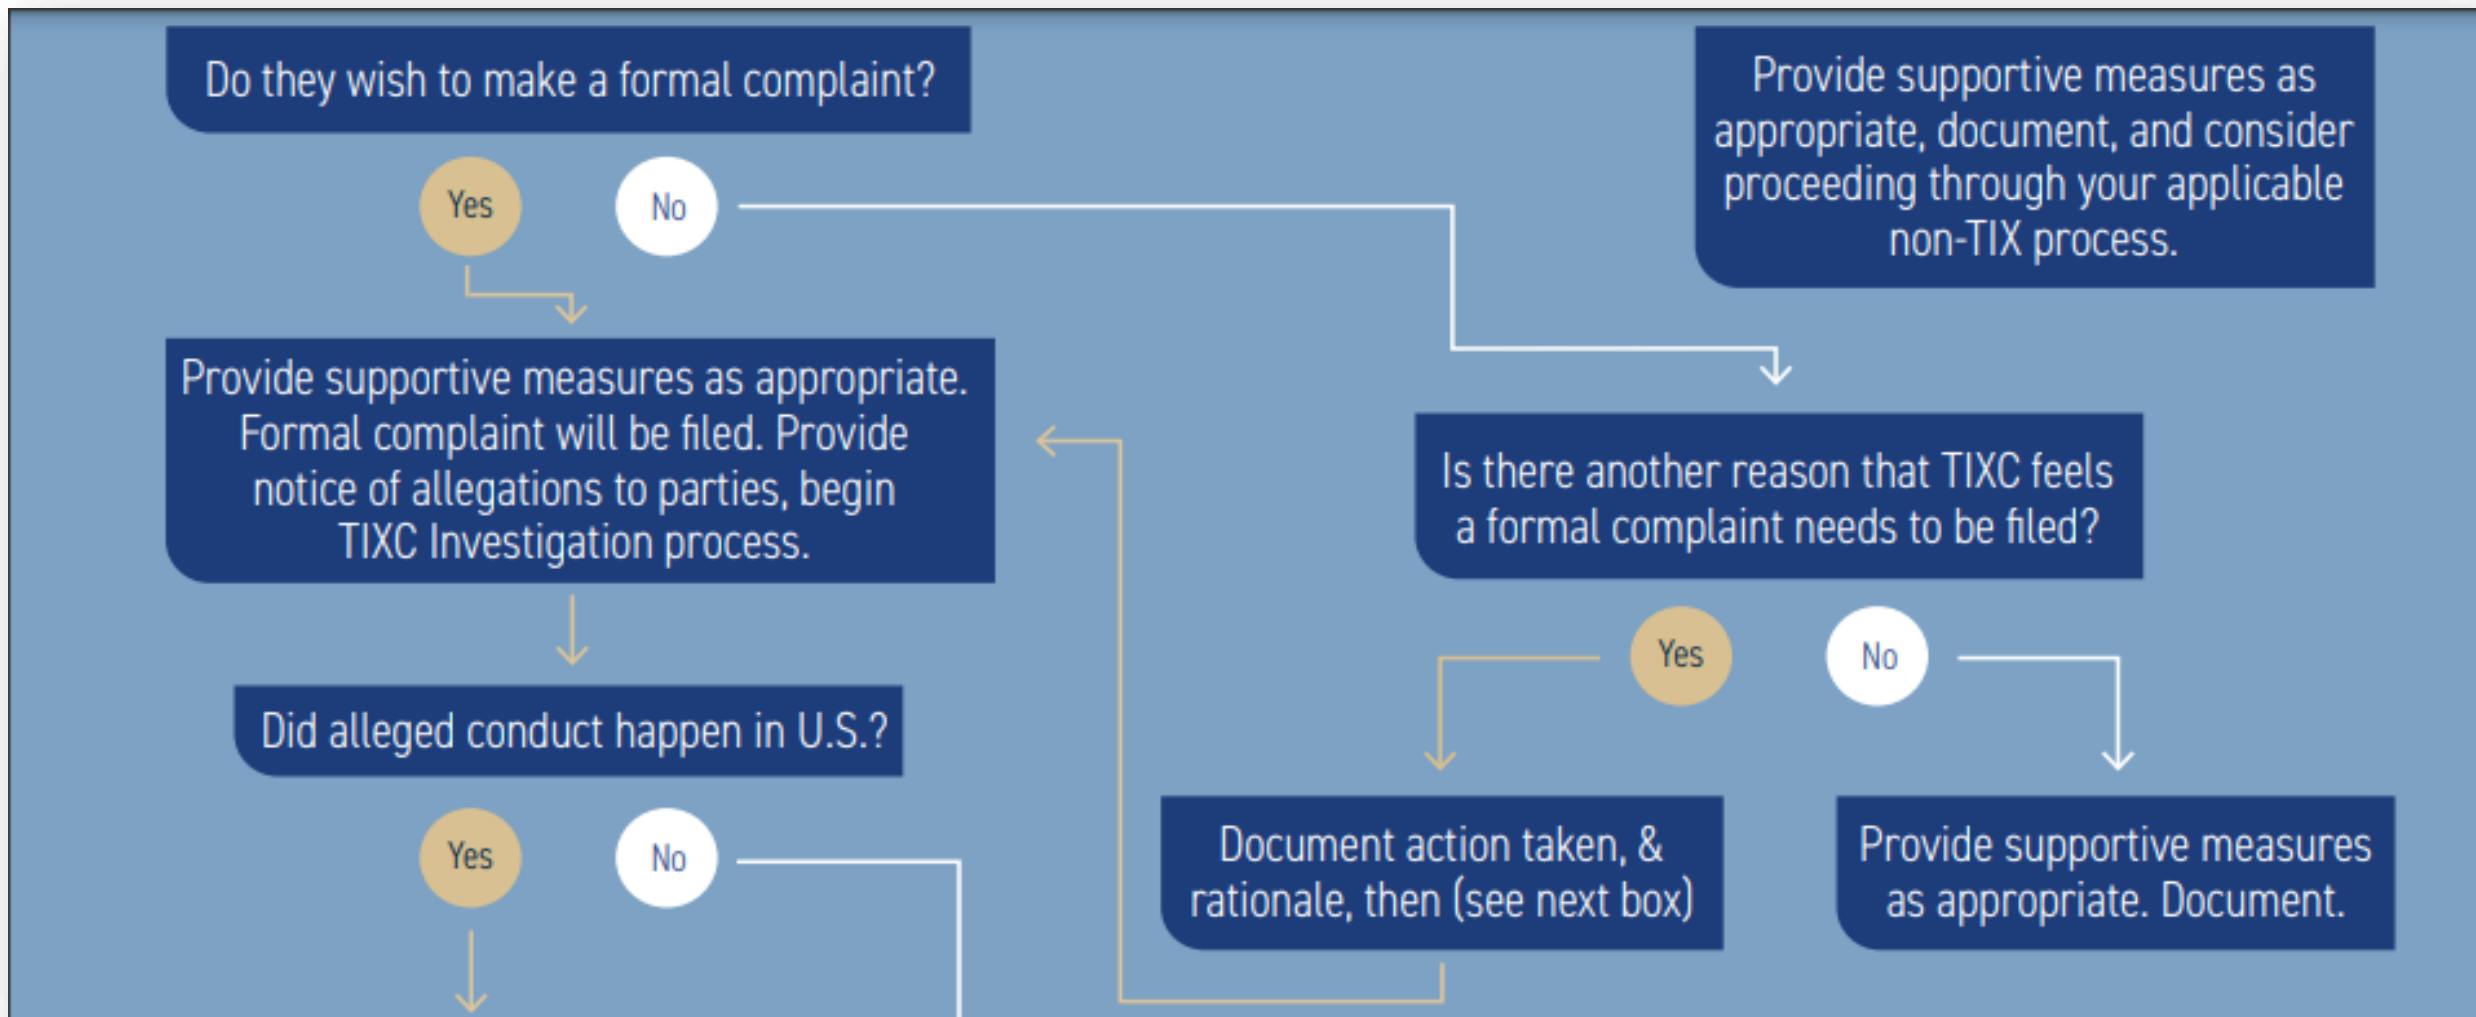 Do they wish to make a formal complaint?
Yes
No
Provide supportive measures as
appropriate, document, and consider
proceeding through your applicable
non-TIX process.
Provide supportive measures as appropriate.
Formal complaint will be filed. Provide
notice of allegations to parties, begin
TIXC Investigation process.
Is there another reason that TIXC feels
a formal complaint needs to be filed?
Yes
No
Did alleged conduct happen in U.S.?
Yes
No
Document action taken, &
rationale, then (see next box)
Provide supportive measures
as appropriate. Document.